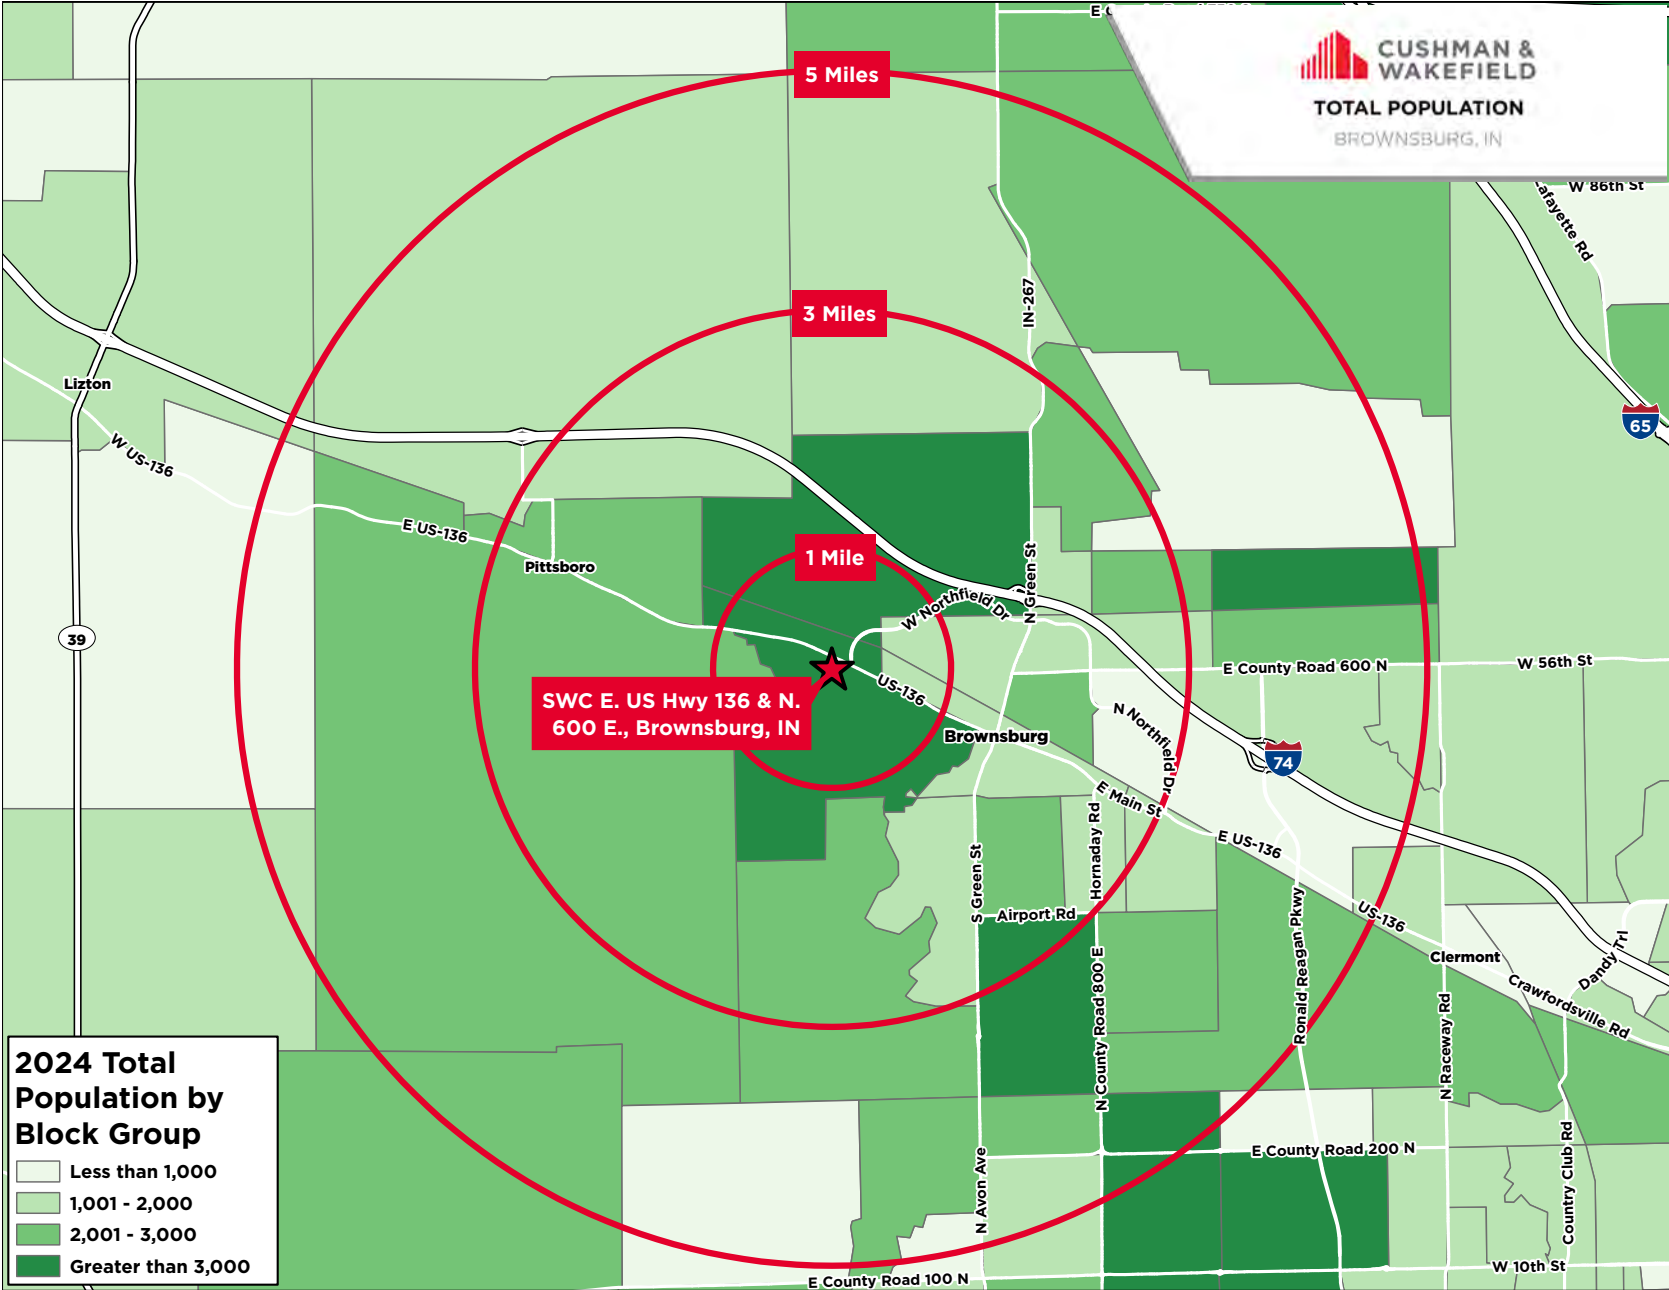 E C
CUSHMAN &
WAKEFIELD
TOTAL POPULATION
BROWNSBURG, IN
5 Miles
W 86th St
Lafayette Rd
IN-267
3 Miles
Lizton
65
W US-136
E US-136
1 Mile
Pittsboro
N Green St
W Northfield Dr
39
E County Road 600 N
W 56th St
SWC E. US Hwy 136 & N.
600 E., Brownsburg, IN
US-136
N Northfield Dr
Brownsburg
74
E Main St
Hornaday Rd
E US-136
S Green St
Airport Rd
Ronald Reagan Pkwy
US-136
Clermont
Dandy Trl
Crawfordsville Rd
N County Road 800 E
N Raceway Rd
2024 Total
Population by
Block Group
Less than 1,000
1,001 - 2,000
2,001 - 3,000
Greater than 3,000
N Avon Ave
E County Road 200 N
Country Club Rd
E County Road 100 N
W 10th St